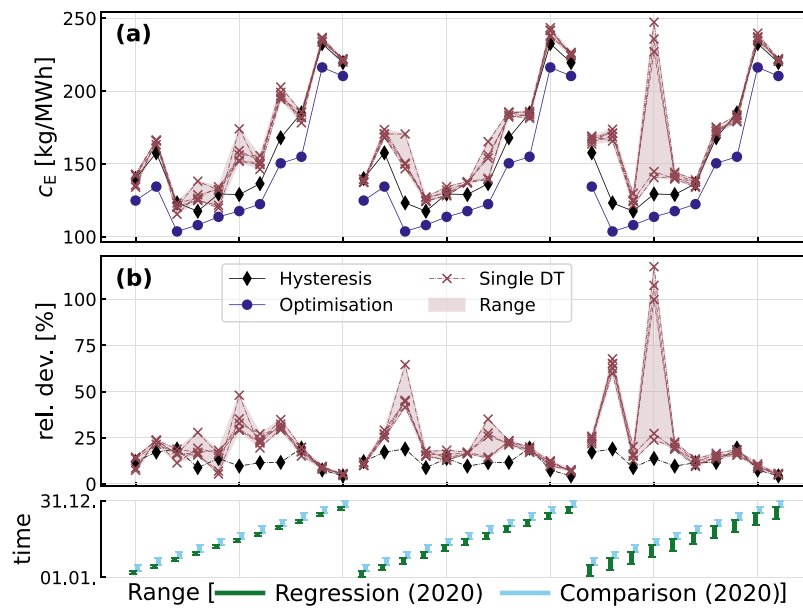 (a)
250
200
150
100
c_E [kg/MWh]
(b)
Hysteresis
Optimisation
Single DT
Range
100
75
50
25
0
rel. dev. [%]
31.12.
01.01.
time
Range [ Regression (2020) Comparison (2020)]